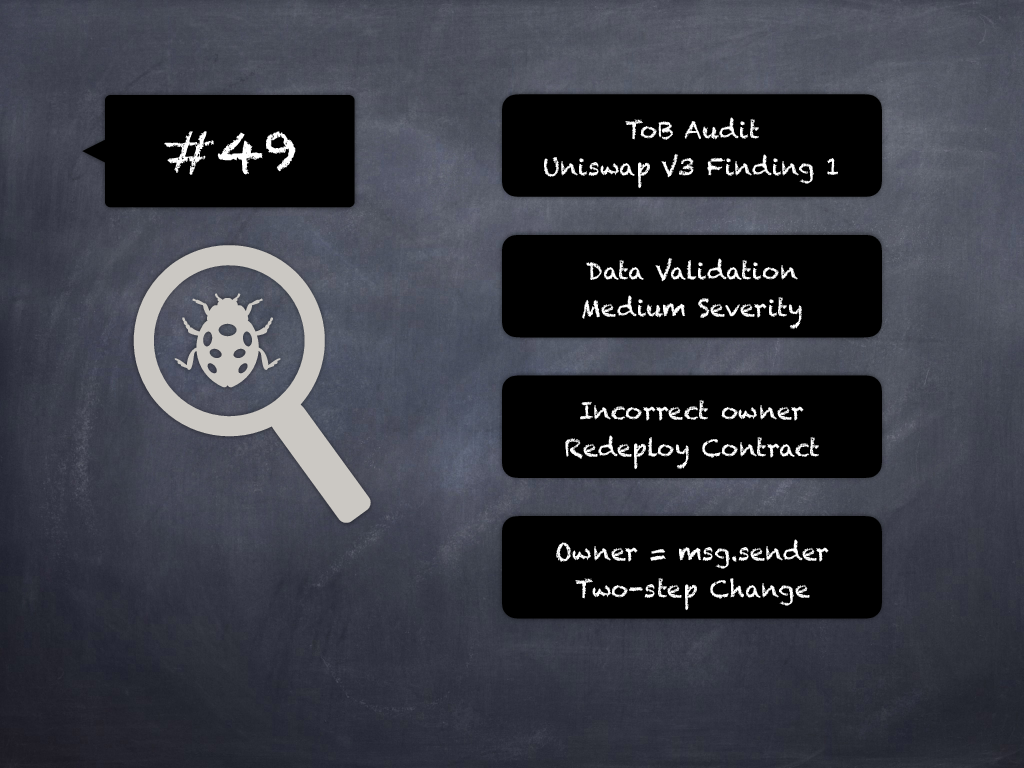 #49
ToB Audit
Uniswap V3 Finding 1
Data Validation
Medium Severity
Incorrect owner
Redeploy Contract
Owner = msg.sender
Two-step Change